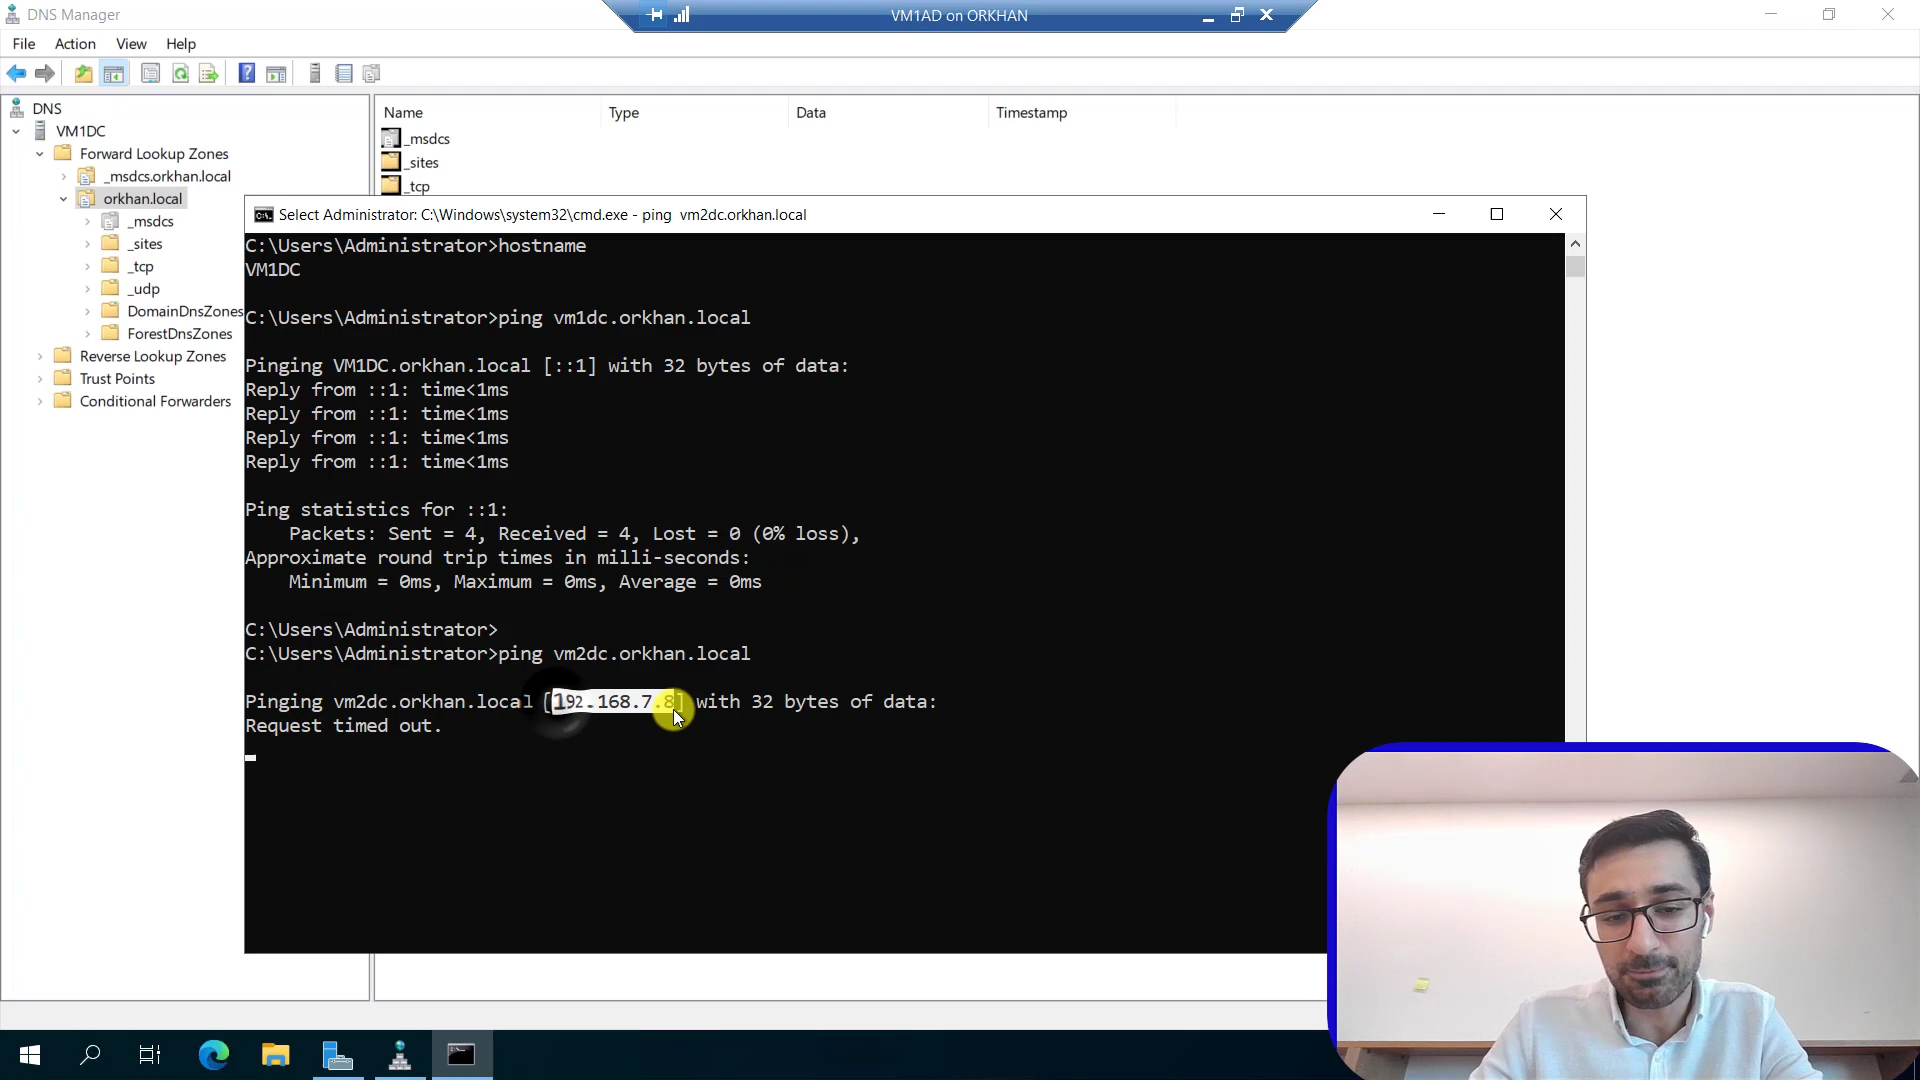 DNS Manager
VM1AD on ORKHAN
File Action View Help
DNS
VM1DC
Forward Lookup Zones
_msdcs.orkhan.local
orkhan.local
_msdcs
_sites
_tcp
_udp
DomainDnsZones
ForestDnsZones
Reverse Lookup Zones
Trust Points
Conditional Forwarders
Name Type Data Timestamp
_msdcs
_sites
_tcp
Select Administrator: C:\Windows\system32\cmd.exe - ping vm2dc.orkhan.local
C:\Users\Administrator>hostname
VM1DC
C:\Users\Administrator>ping vm1dc.orkhan.local
Pinging VM1DC.orkhan.local [::1] with 32 bytes of data:
Reply from ::1: time<1ms
Reply from ::1: time<1ms
Reply from ::1: time<1ms
Reply from ::1: time<1ms
Ping statistics for ::1:
Packets: Sent = 4, Received = 4, Lost = 0 (0% loss),
Approximate round trip times in milli-seconds:
Minimum = 0ms, Maximum = 0ms, Average = 0ms
C:\Users\Administrator>
C:\Users\Administrator>ping vm2dc.orkhan.local
Pinging vm2dc.orkhan.local [192.168.7.8] with 32 bytes of data:
Request timed out.